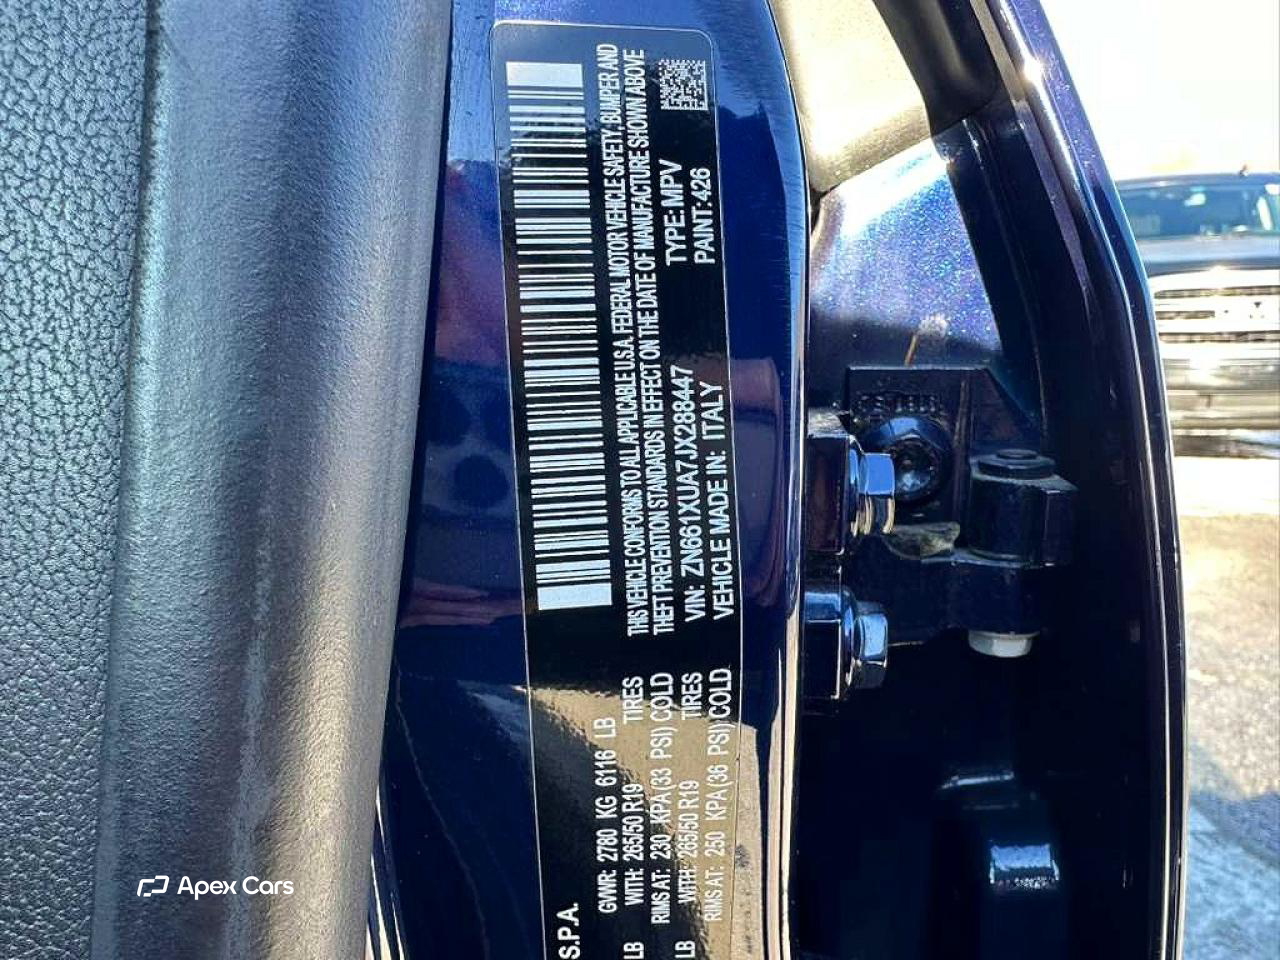 S.P.A.
GVWR: 2780 KG 6116 LB
LB WITH: 265/50 R19 TIRES
RIMS AT: 230 KPA (33 PSI) COLD
LB WITH: 265/50 R19 TIRES
RIMS AT: 250 KPA (36 PSI) COLD
THIS VEHICLE CONFORMS TO ALL APPLICABLE U.S.A. FEDERAL MOTOR VEHICLE SAFETY, BUMPER AND
THEFT PREVENTION STANDARDS IN EFFECT ON THE DATE OF MANUFACTURE SHOWN ABOVE
VIN: ZN661XUA7JX288447 TYPE: MPV
VEHICLE MADE IN: ITALY PAINT: 426
Apex Cars